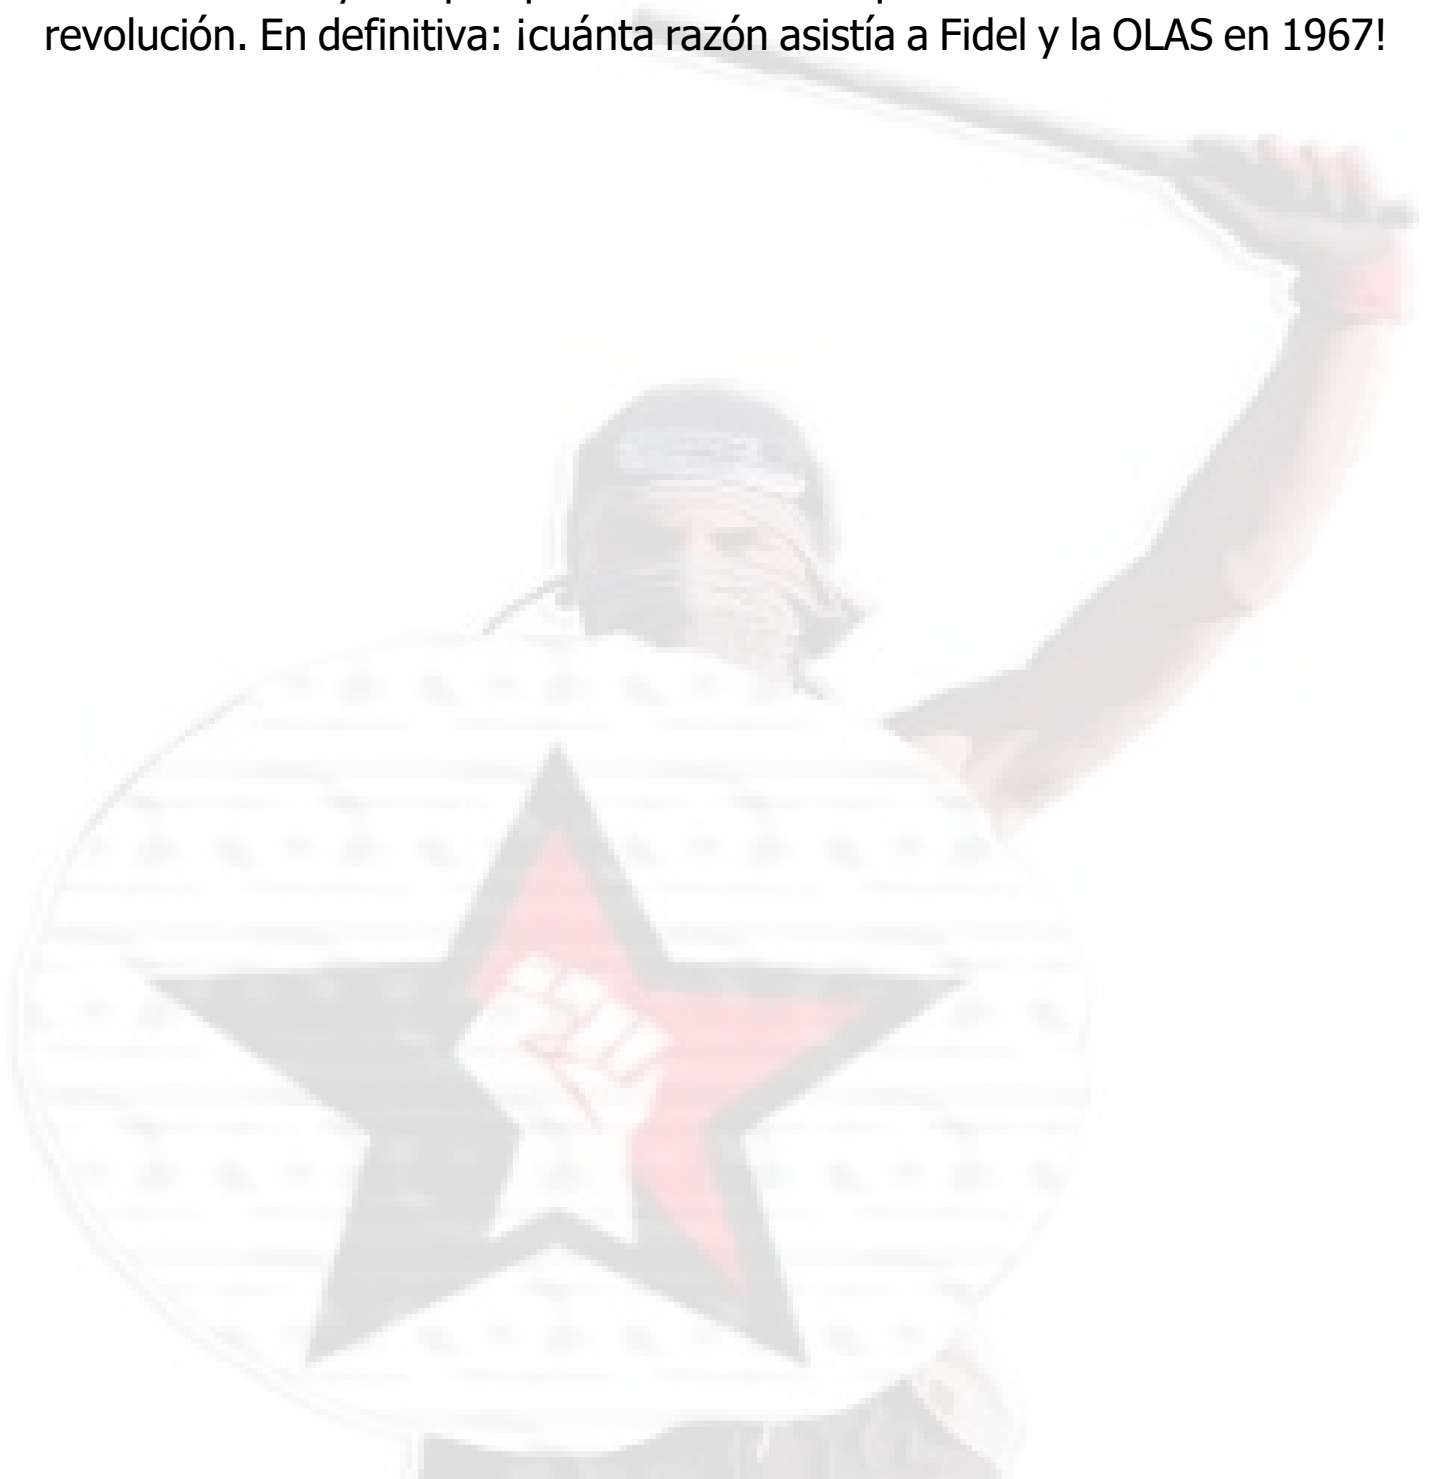 revolución. En definitiva: ¡cuánta razón asistía a Fidel y la OLAS en 1967!